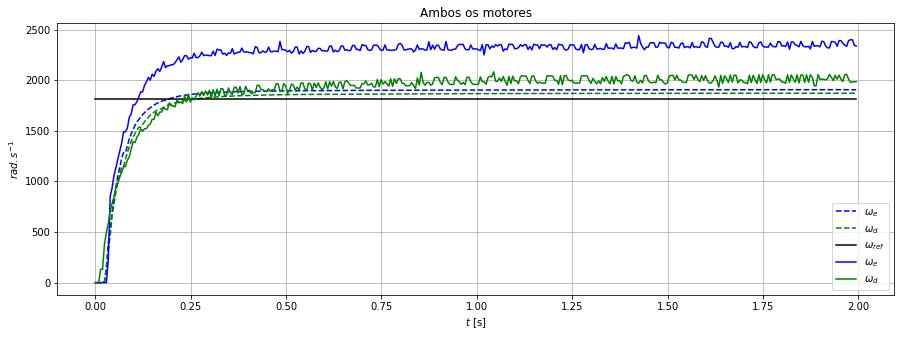 Ambos os motores
2500
2000
1500
1000
500
0
rad.s⁻¹
0.00 0.25 0.50 0.75 1.00 1.25 1.50 1.75 2.00
t [s]
ω_e
ω_d
ω_ref
ω_e
ω_d